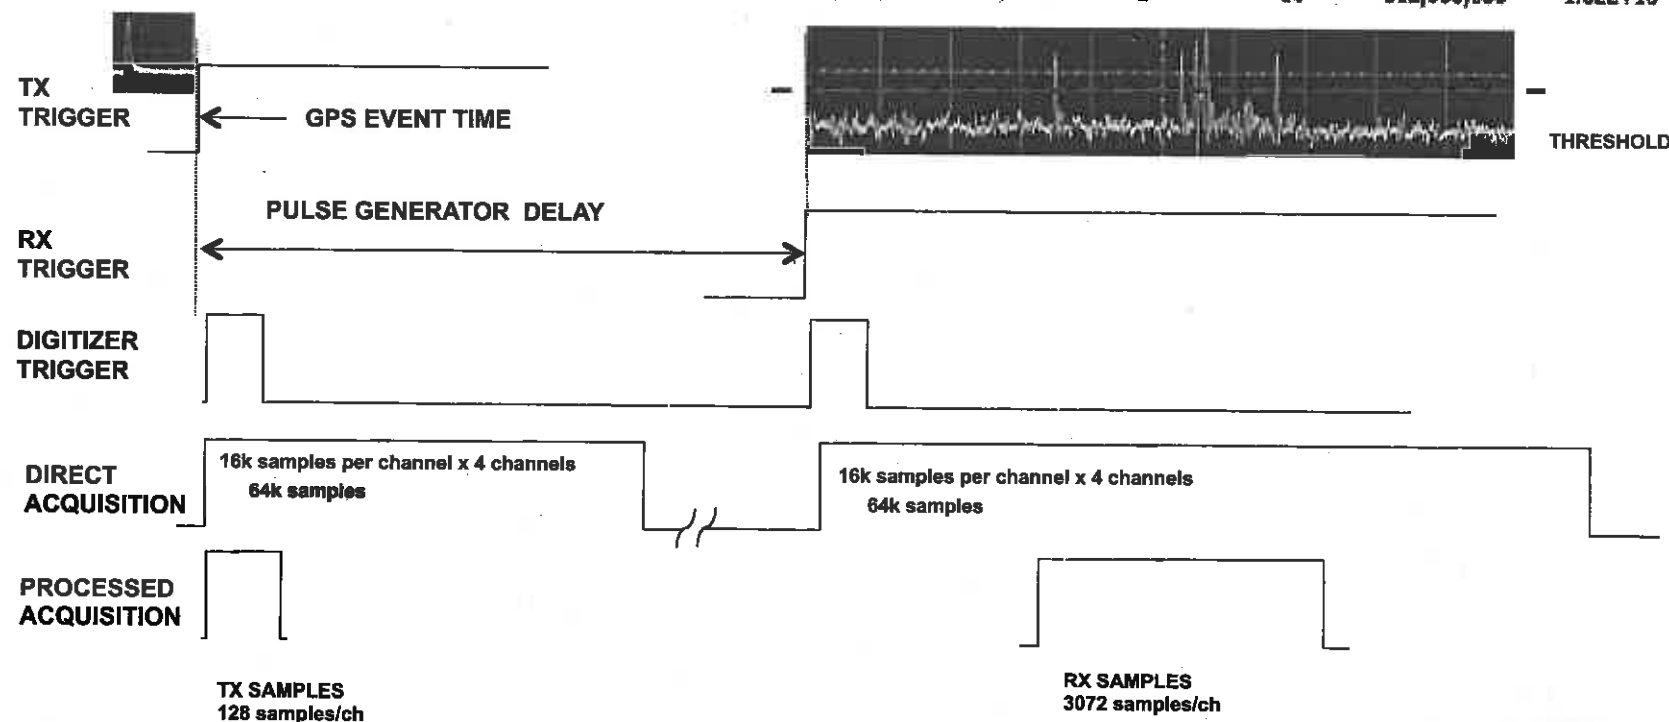 TX
TRIGGER
GPS EVENT TIME
THRESHOLD
PULSE GENERATOR DELAY
RX
TRIGGER
DIGITIZER
TRIGGER
DIRECT
ACQUISITION
16k samples per channel x 4 channels
64k samples
16k samples per channel x 4 channels
64k samples
PROCESSED
ACQUISITION
TX SAMPLES
128 samples/ch
RX SAMPLES
3072 samples/ch